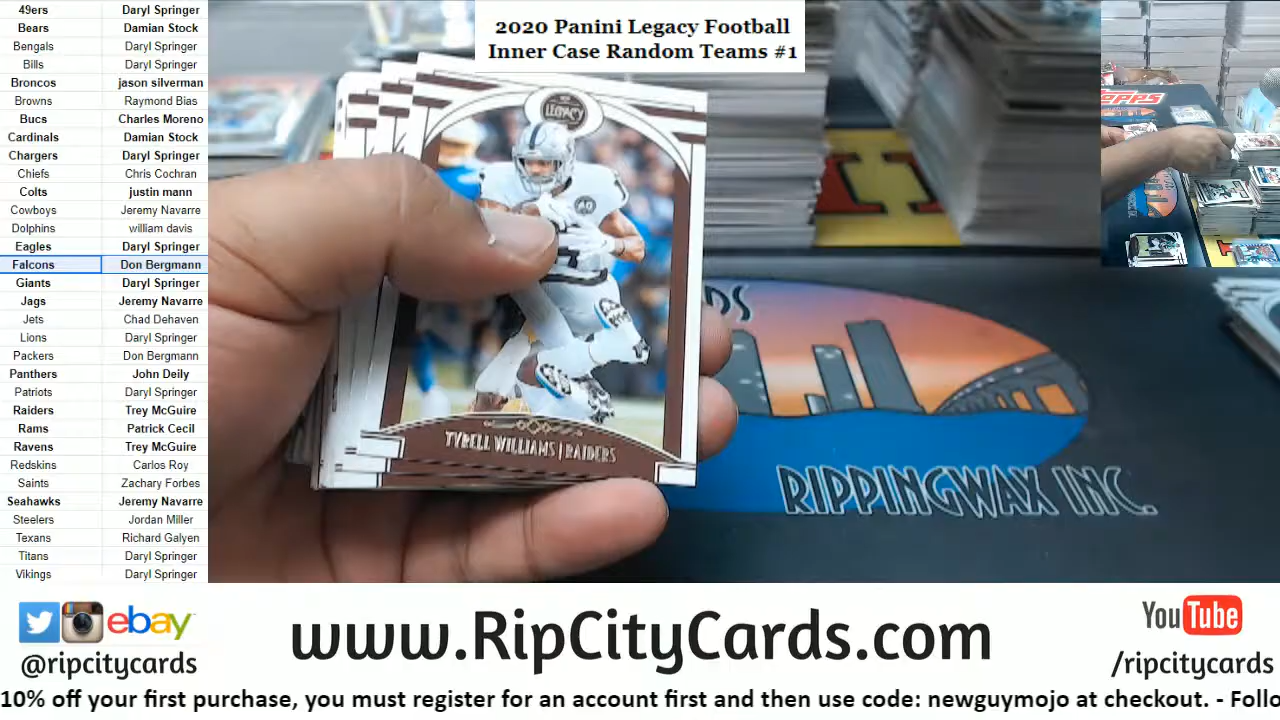 49ers Daryl Springer
Bears Damian Stock
Bengals Daryl Springer
Bills Daryl Springer
Broncos jason silverman
Browns Raymond Bias
Bucs Charles Moreno
Cardinals Damian Stock
Chargers Daryl Springer
Chiefs Chris Cochran
Colts justin mann
Cowboys Jeremy Navarre
Dolphins william davis
Eagles Daryl Springer
Falcons Don Bergmann
Giants Daryl Springer
Jags Jeremy Navarre
Jets Chad Dehaven
Lions Daryl Springer
Packers Don Bergmann
Panthers John Deily
Patriots Daryl Springer
Raiders Trey McGuire
Rams Patrick Cecil
Ravens Trey McGuire
Redskins Carlos Roy
Saints Zachary Forbes
Seahawks Jeremy Navarre
Steelers Jordan Miller
Texans Richard Galyen
Titans Daryl Springer
Vikings Daryl Springer
2020 Panini Legacy Football
Inner Case Random Teams #1
LEGACY
TYRELL WILLIAMS | RAIDERS
RIPPINGWAX INC.
TOPPS
ebay
@ripcitycards
www.RipCityCards.com
YouTube
/ripcitycards
10% off your first purchase, you must register for an account first and then use code: newguymojo at checkout. - Follo